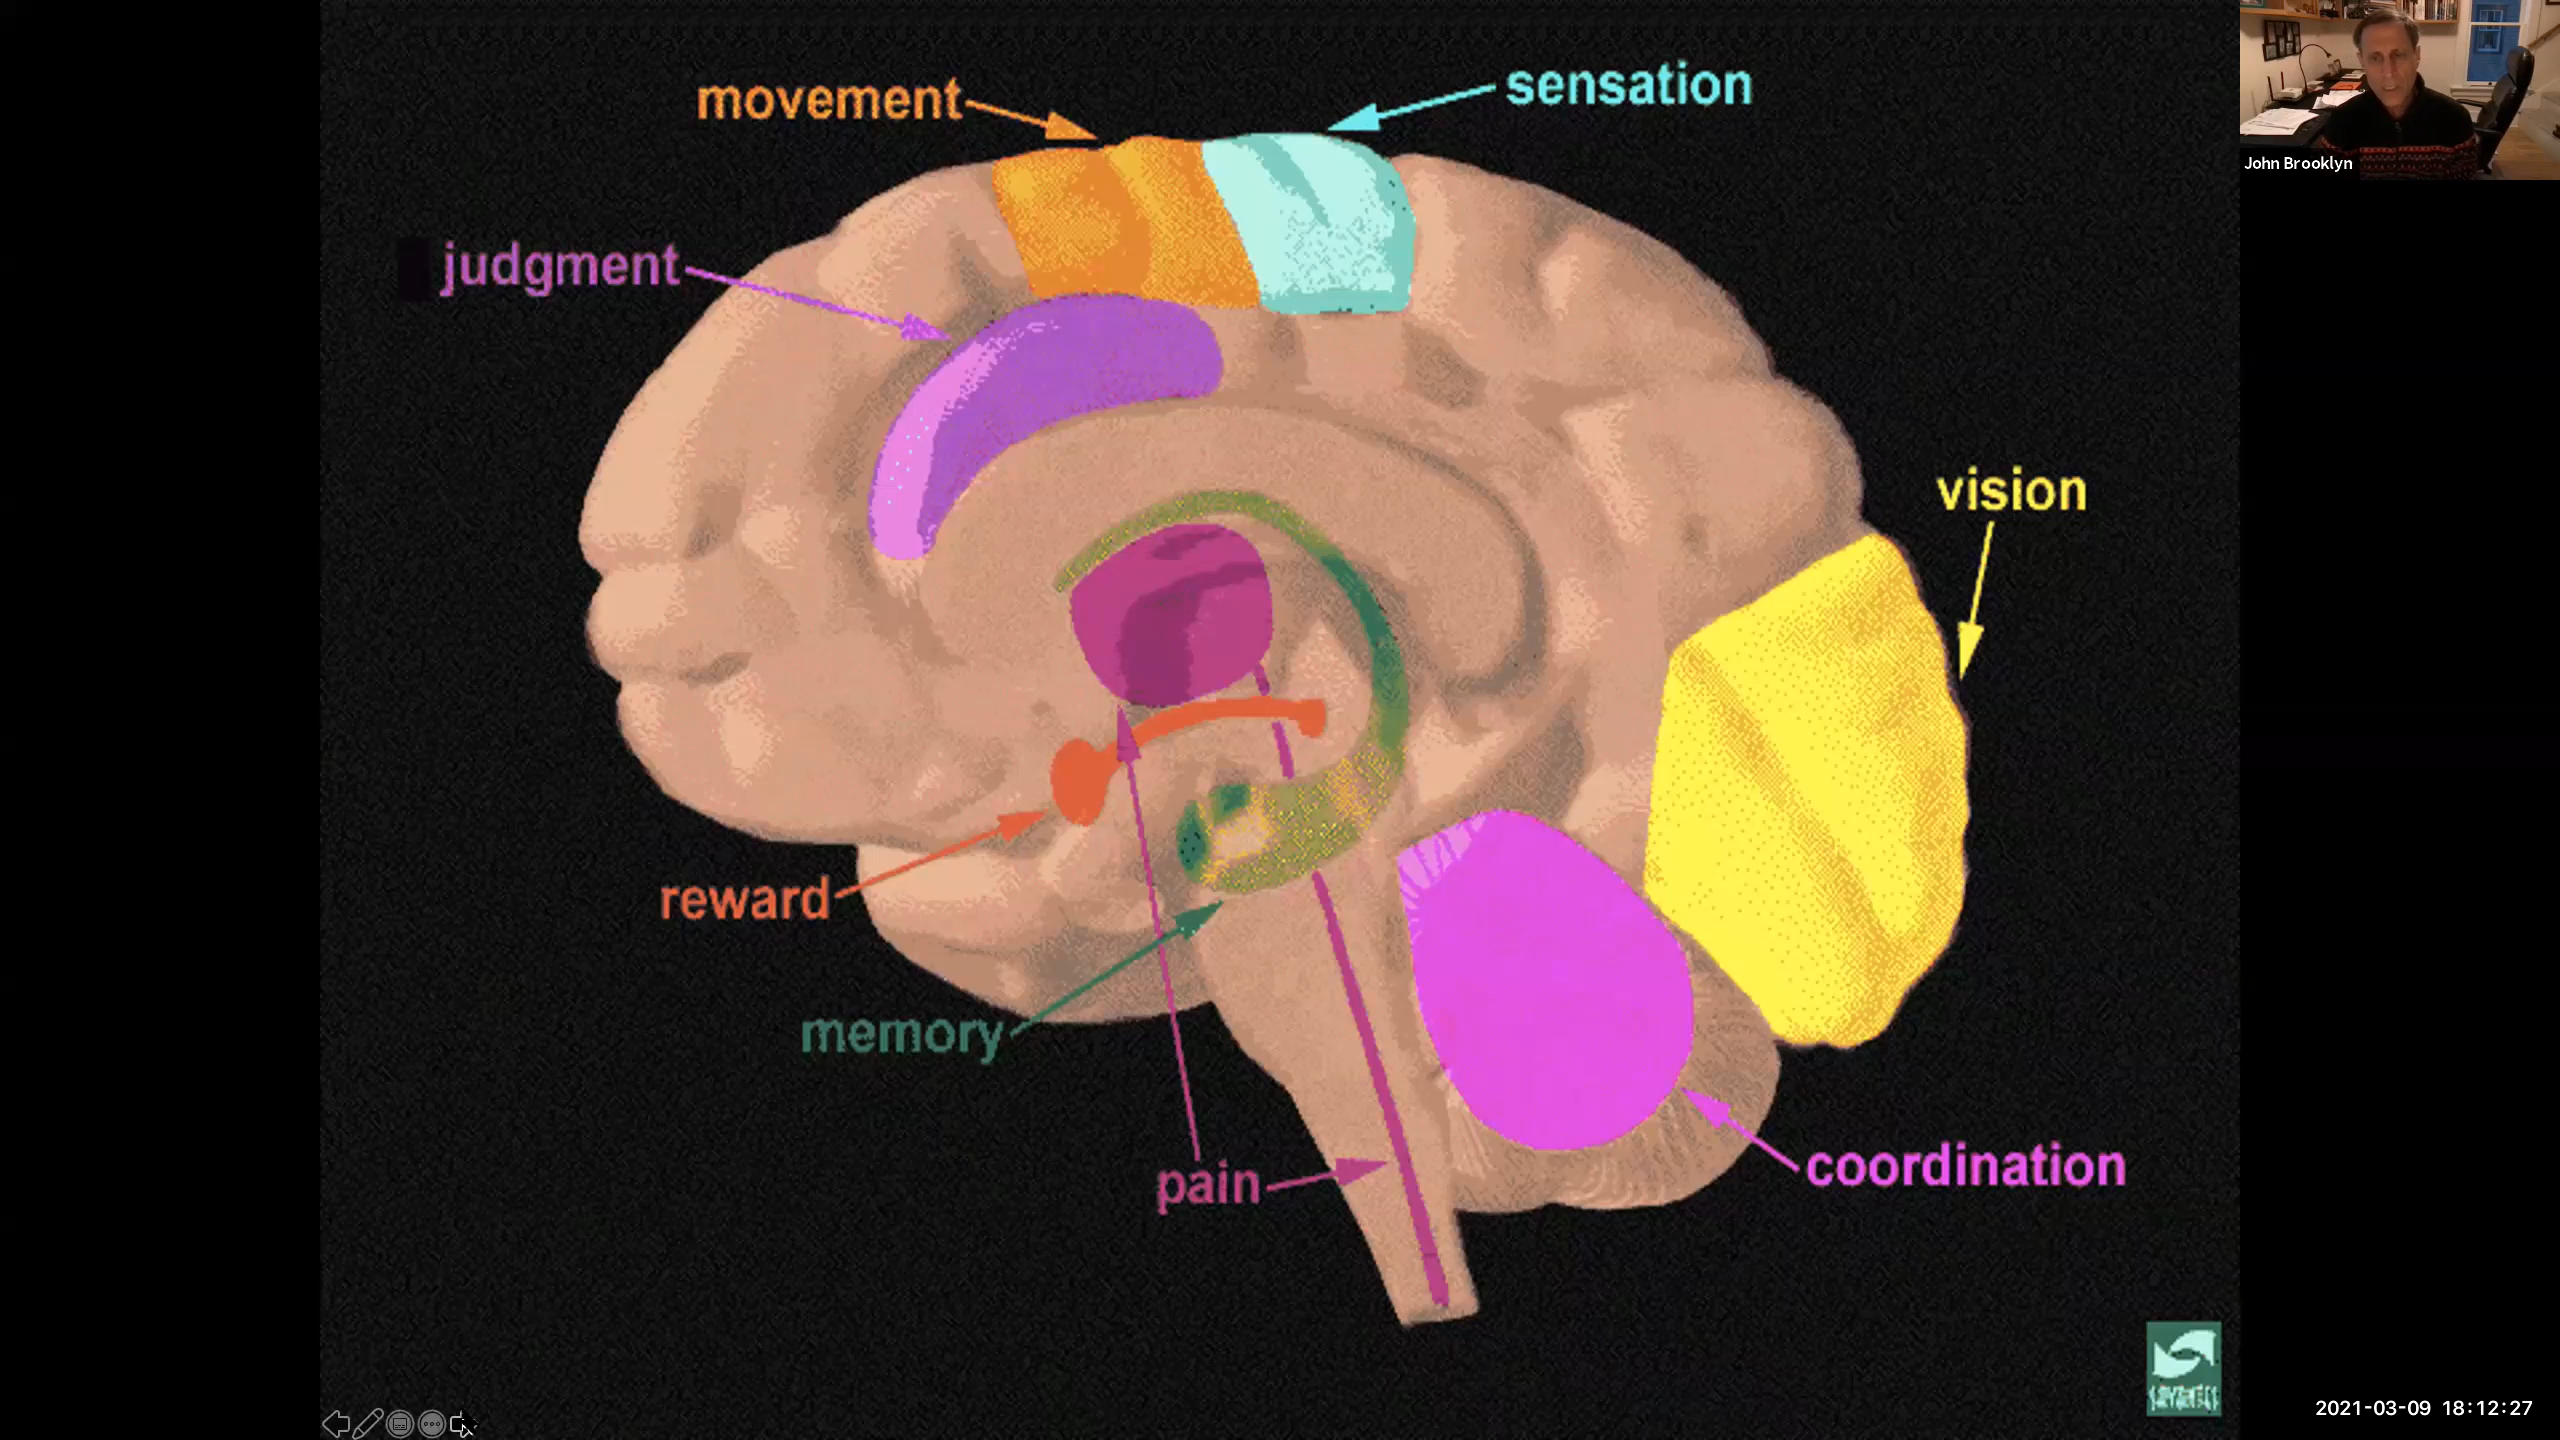 movement
sensation
John Brooklyn
judgment
vision
reward
memory
pain
coordination
2021-03-09 18:12:27